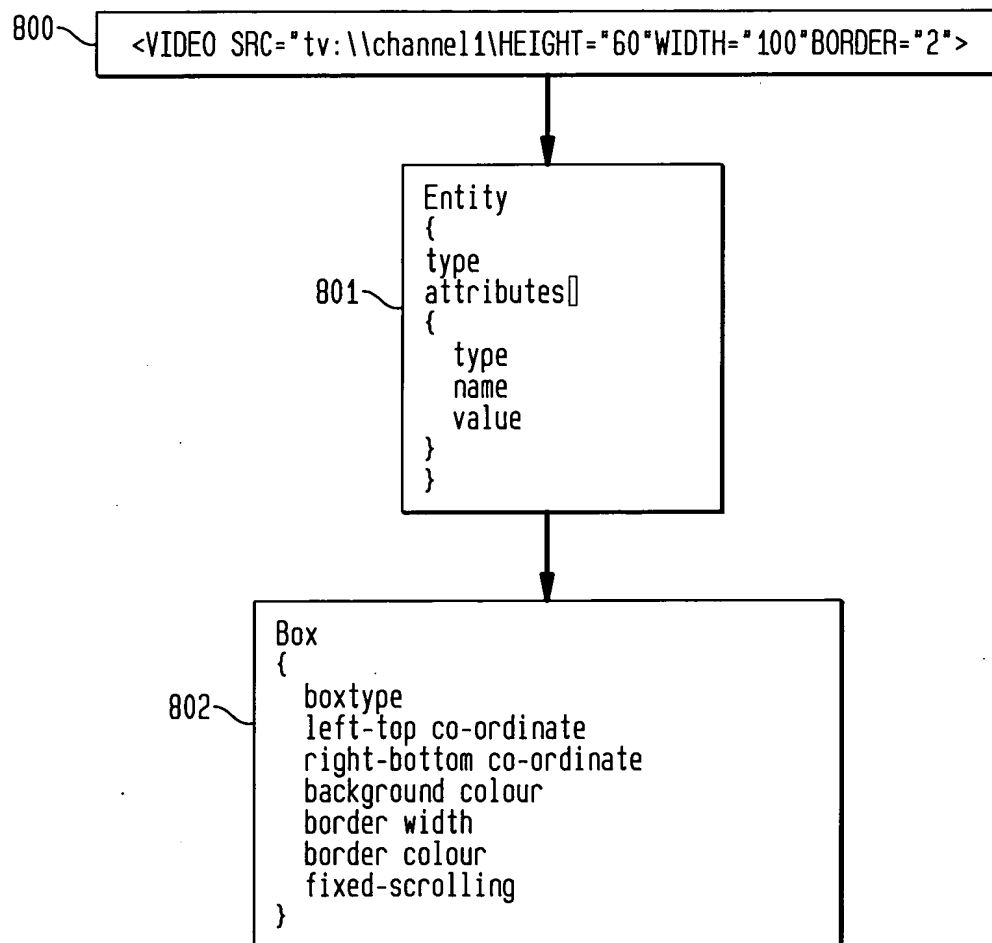 800
<VIDEO SRC="tv:\\channel1\HEIGHT="60"WIDTH="100"BORDER="2">
801
Entity
{
type
attributes[]
{
type
name
value
}
}
802
Box
{
boxtype
left-top co-ordinate
right-bottom co-ordinate
background colour
border width
border colour
fixed-scrolling
}